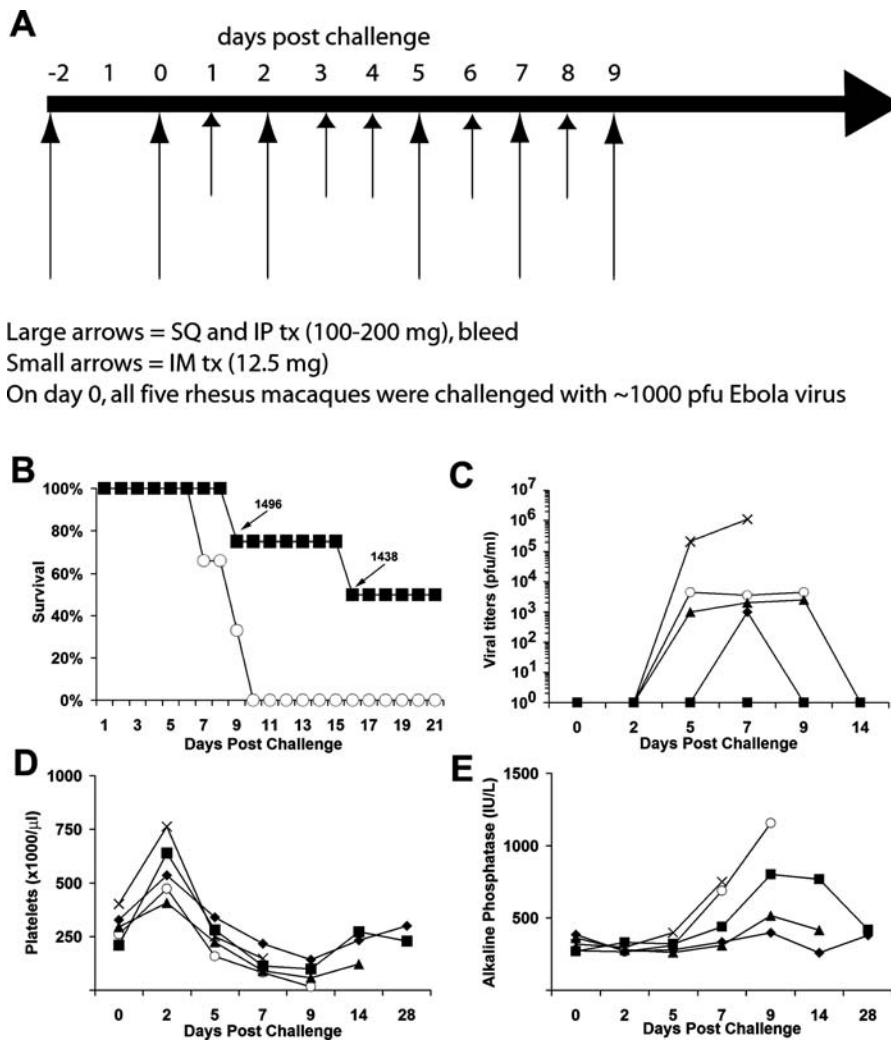 A
days post challenge
-2 1 0 1 2 3 4 5 6 7 8 9
Large arrows = SQ and IP tx (100-200 mg), bleed
Small arrows = IM tx (12.5 mg)
On day 0, all five rhesus macaques were challenged with ~1000 pfu Ebola virus
B
Survival
100%
80%
60%
40%
20%
0%
1496
1438
1 3 5 7 9 11 13 15 17 19 21
Days Post Challenge
C
Viral titers (pfu/ml)
10⁷
10⁶
10⁵
10⁴
10³
10²
10¹
10⁰
0 2 5 7 9 14
Days Post Challenge
D
Platelets (x1000/μl)
1000
750
500
250
0 2 5 7 9 14 28
Days Post Challenge
E
Alkaline Phosphatase (IU/L)
1500
1000
500
0 2 5 7 9 14 28
Days Post Challenge